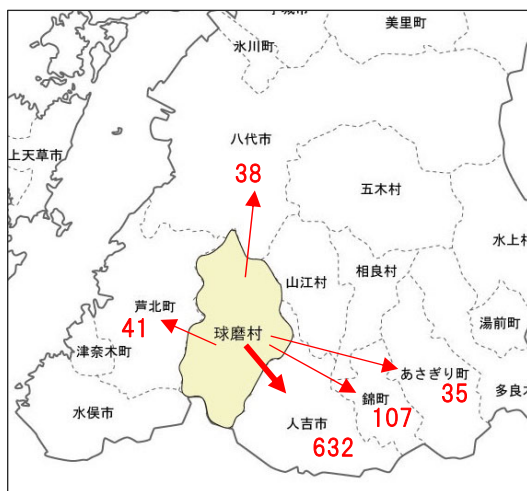 美里町
氷川町
八代市
38
上天草市
五木村
水上村
山江村
相良村
芦北町
41
球磨村
湯前町
津奈木町
あさぎり町
35
多良木
錦町
107
水俣市
人吉市
632